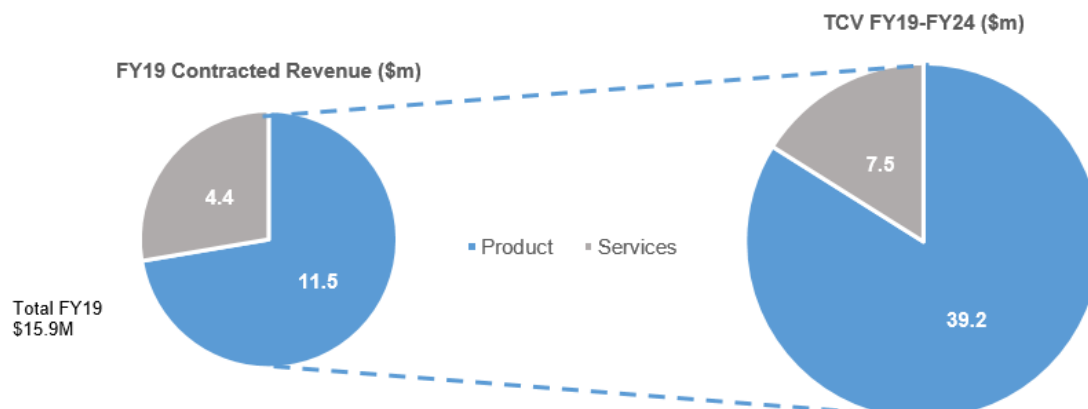 TCV FY19-FY24 ($m)
FY19 Contracted Revenue ($m)
7.5
4.4
Product
Services
11.5
Total FY19
$15.9M
39.2